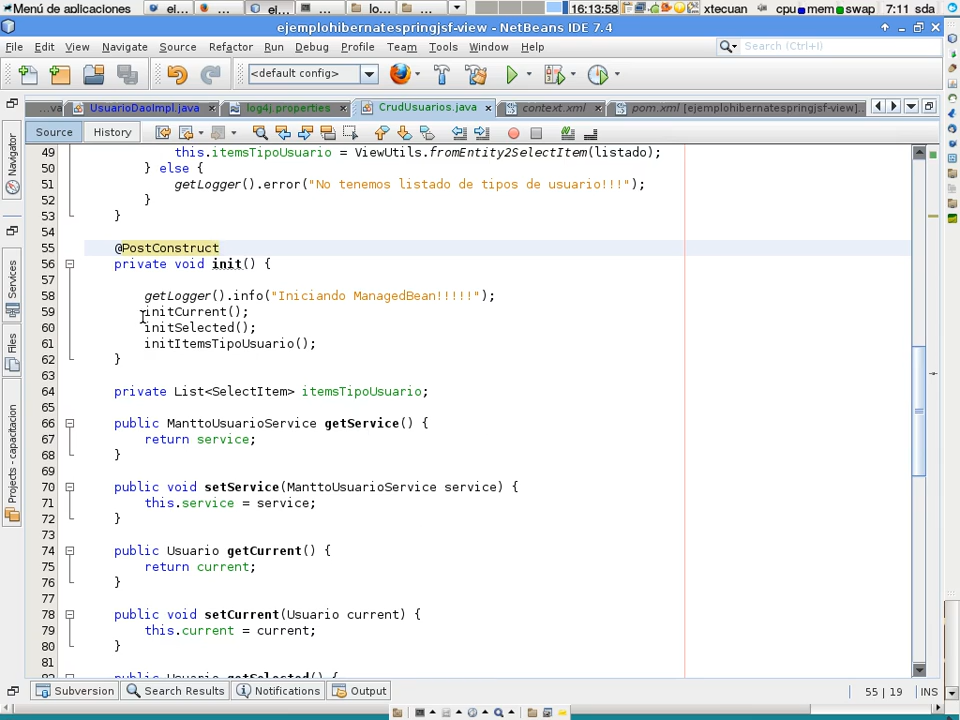 Menú de aplicaciones el... ... el... ... lo... ... 16:13:58 xtecuan cpu mem swap 7:11 sda
ejemplohibernatespringjsf-view - NetBeans IDE 7.4
File Edit View Navigate Source Refactor Run Debug Profile Team Tools Window Help Search (Ctrl+I)
<default config>
...va UsuarioDaoImpl.java log4j.properties CrudUsuarios.java context.xml pom.xml [ejemplohibernatespringjsf-view]
Source History
Navigator
Services
Files
Projects - capacitacion
49 this.itemsTipoUsuario = ViewUtils.fromEntity2SelectItem(listado);
50 } else {
51 getLogger().error("No tenemos listado de tipos de usuario!!!");
52 }
53 }
54
55 @PostConstruct
56 private void init() {
57
58 getLogger().info("Iniciando ManagedBean!!!!!");
59 initCurrent();
60 initSelected();
61 initItemsTipoUsuario();
62 }
63
64 private List<SelectItem> itemsTipoUsuario;
65
66 public ManttoUsuarioService getService() {
67 return service;
68 }
69
70 public void setService(ManttoUsuarioService service) {
71 this.service = service;
72 }
73
74 public Usuario getCurrent() {
75 return current;
76 }
77
78 public void setCurrent(Usuario current) {
79 this.current = current;
80 }
81
82 public Usuario getSelected() {
Subversion Search Results Notifications Output 55 | 19 INS